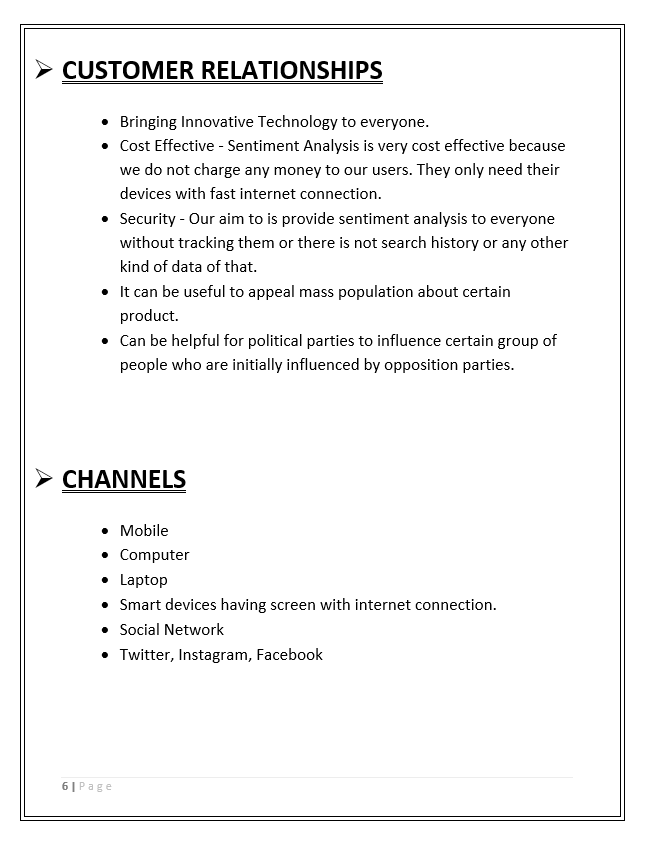 CUSTOMER RELATIONSHIPS
Bringing Innovative Technology to everyone.
Cost Effective - Sentiment Analysis is very cost effective because
we do not charge any money to our users. They only need their
devices with fast internet connection.
Security - Our aim to is provide sentiment analysis to everyone
without tracking them or there is not search history or any other
kind of data of that.
It can be useful to appeal mass population about certain
product.
Can be helpful for political parties to influence certain group of
people who are initially influenced by opposition parties.
CHANNELS
Mobile
Computer
Laptop
Smart devices having screen with internet connection.
Social Network
Twitter, Instagram, Facebook
6 | Page